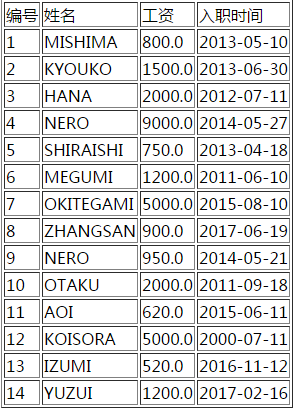 编号 姓名 工资 入职时间
1 MISHIMA 800.0 2013-05-10
2 KYOUKO 1500.0 2013-06-30
3 HANA 2000.0 2012-07-11
4 NERO 9000.0 2014-05-27
5 SHIRAISHI 750.0 2013-04-18
6 MEGUMI 1200.0 2011-06-10
7 OKITEGAMI 5000.0 2015-08-10
8 ZHANGSAN 900.0 2017-06-19
9 NERO 950.0 2014-05-21
10 OTAKU 2000.0 2011-09-18
11 AOI 620.0 2015-06-11
12 KOISORA 5000.0 2000-07-11
13 IZUMI 520.0 2016-11-12
14 YUZUI 1200.0 2017-02-16